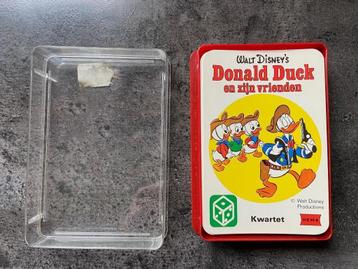 WALT DISNEY'S
Donald Duck
en zijn vrienden
© Walt Disney
Productions
Kwartet
HEMA